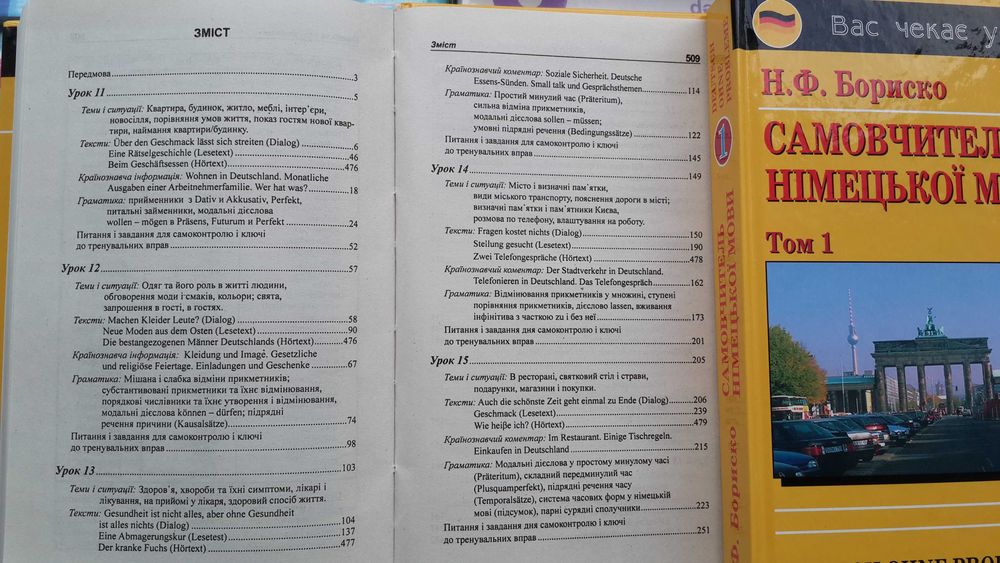 ЗМІСТ
Передмова 3
Урок 11 5
Теми і ситуації: Квартира, будинок, житло, меблі, інтер'єри,
новосілля, порівняння умов життя, показ гостям нової квар-
тири, наймання квартири/будинку.
Тексти: Über den Geschmack lässt sich streiten (Dialog) 6
Eine Rätselgeschichte (Lesetext) 46
Beim Geschäftsessen (Hörtext) 476
Країнознавча інформація: Wohnen in Deutschland. Monatliche
Ausgaben einer Arbeitnehmerfamilie. Wer hat was? 18
Граматика: прийменники з Dativ и Akkusativ, Perfekt,
питальні займенники, модальні дієслова
wollen – mögen в Präsens, Futurum и Perfekt 24
Питання і завдання для самоконтролю і ключі
до тренувальних вправ 52
Урок 12 57
Теми і ситуації: Одяг та його роль в житті людини,
обговорення моди і смаків, кольори; свята,
запрошення в гості, в гостях.
Тексти: Machen Kleider Leute? (Dialog) 58
Neue Moden aus dem Osten (Lesetext) 90
Die bestangezogenen Männer Deutschlands (Hörtext) 476
Країнознавча інформація: Kleidung und Imagé. Gesetzliche
und religiöse Feiertage. Einladungen und Geschenke 67
Граматика: Мішана і слабка відміни прикметників;
субстантивовані прикметники та їхнє відмінювання,
порядкові числівники та їхнє утворення і відмінювання,
модальні дієслова können – dürfen; підрядні
речення причини (Kausalsätze) 74
Питання і завдання для самоконтролю і ключі
до тренувальних вправ 98
Урок 13 103
Теми і ситуації: Здоров'я, хвороби та їхні симптоми, лікарі і
лікування, на прийомі у лікаря, здоровий спосіб життя.
Тексти: Gesundheit ist nicht alles, aber ohne Gesundheit
ist alles nichts (Dialog) 104
Eine Abmagerungskur (Lesetest) 137
Der kranke Fuchs (Hörtext) 477
Зміст 509
Країнознавчий коментар: Soziale Sicherheit. Deutsche
Essens-Sünden. Small talk und Gesprächsthemen 114
Граматика: Простий минулий час (Präteritum),
сильна відміна прикметників,
модальні дієслова sollen – müssen;
умовні підрядні речення (Bedingungssätze) 122
Питання і завдання для самоконтролю і ключі
до тренувальних вправ 145
Урок 14 149
Теми і ситуації: Місто і визначні пам'ятки,
види міського транспорту, пояснення дороги в місті;
визначні пам'ятки і пам'ятники Києва,
розмова по телефону, влаштування на роботу.
Тексти: Fragen kostet nichts (Dialog) 150
Stellung gesucht (Lesetext) 190
Zwei Telefongespräche (Hörtext) 478
Країнознавчий коментар: Der Stadtverkehr in Deutschland.
Telefonieren in Deutschland. Das Telefongespräch 162
Граматика: Відмінювання прикметників у множині, ступені
порівняння прикметників, дієслово lassen, вживання
інфінітива з часткою zu і без неї 173
Питання і завдання дня самоконтролю і ключі
до тренувальних вправ 201
Урок 15 205
Теми і ситуації: В ресторані, святковий стіл і страви,
подарунки, магазини і покупки.
Тексти: Auch die schönste Zeit geht einmal zu Ende (Dialog) 206
Geschmack (Lesetext) 239
Wie heiße ich? (Hörtext) 479
Країнознавчий коментар: Im Restaurant. Einige Tischregeln.
Einkaufen in Deutschland 215
Граматика: Модальні дієслова у простому минулому часі
(Präteritum), складний передминулий час
(Plusquamperfekt), підрядні речення часу
(Temporalsätze), система часових форм у німецькій
мові (підсумок), парні сурядні сполучники 223
Питання і завдання для самоконтролю і ключі
до тренувальних вправ 251
DEUTSCH
OHNE
PROBLEME
1
САМОВЧИТЕЛЬ
НІМЕЦЬКОЇ МОВИ
Ф. Бориско
Вас чекає у
Н.Ф. Бориско
САМОВЧИТЕЛ
НІМЕЦЬКОЇ М
Том 1